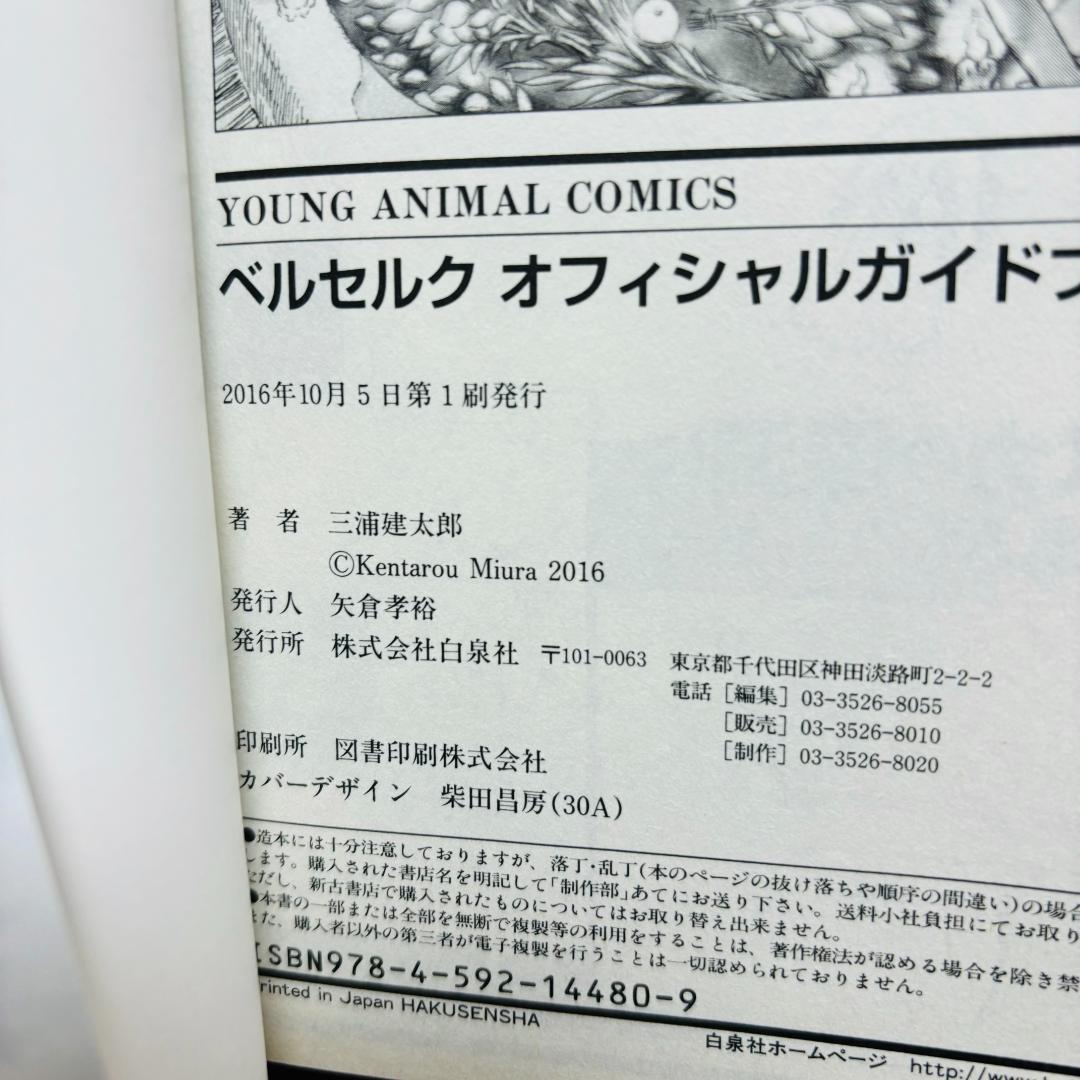 YOUNG ANIMAL COMICS
ベルセルク オフィシャルガイドブ
2016年10月5日第1刷発行
著 者 三浦建太郎
©Kentarou Miura 2016
発行人 矢倉孝裕
発行所 株式会社白泉社 〒101-0063 東京都千代田区神田淡路町2-2-2
電話［編集］03-3526-8055
［販売］03-3526-8010
［制作］03-3526-8020
印刷所 図書印刷株式会社
カバーデザイン 柴田昌房(30A)
●造本には十分注意しておりますが、落丁・乱丁(本のページの抜け落ちや順序の間違い)の場合
します。購入された書店名を明記して「制作部」あてにお送り下さい。送料小社負担にてお取り
ただし、新古書店で購入されたものについてはお取り替え出来ません。
●本書の一部または全部を無断で複製等の利用をすることは、著作権法が認める場合を除き禁
また、購入者以外の第三者が電子複製を行うことは一切認められておりません。
ISBN978-4-592-14480-9
Printed in Japan HAKUSENSHA
白泉社ホームページ http://www